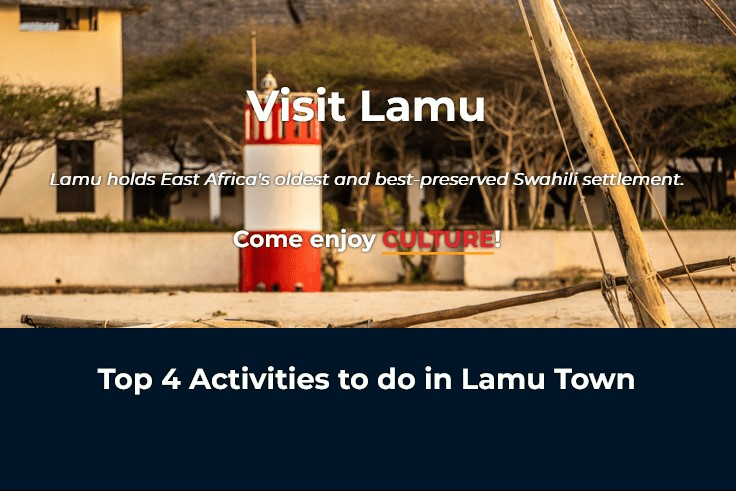 Visit Lamu
Lamu holds East Africa's oldest and best-preserved Swahili settlement.
Come enjoy CULTURE!
Top 4 Activities to do in Lamu Town